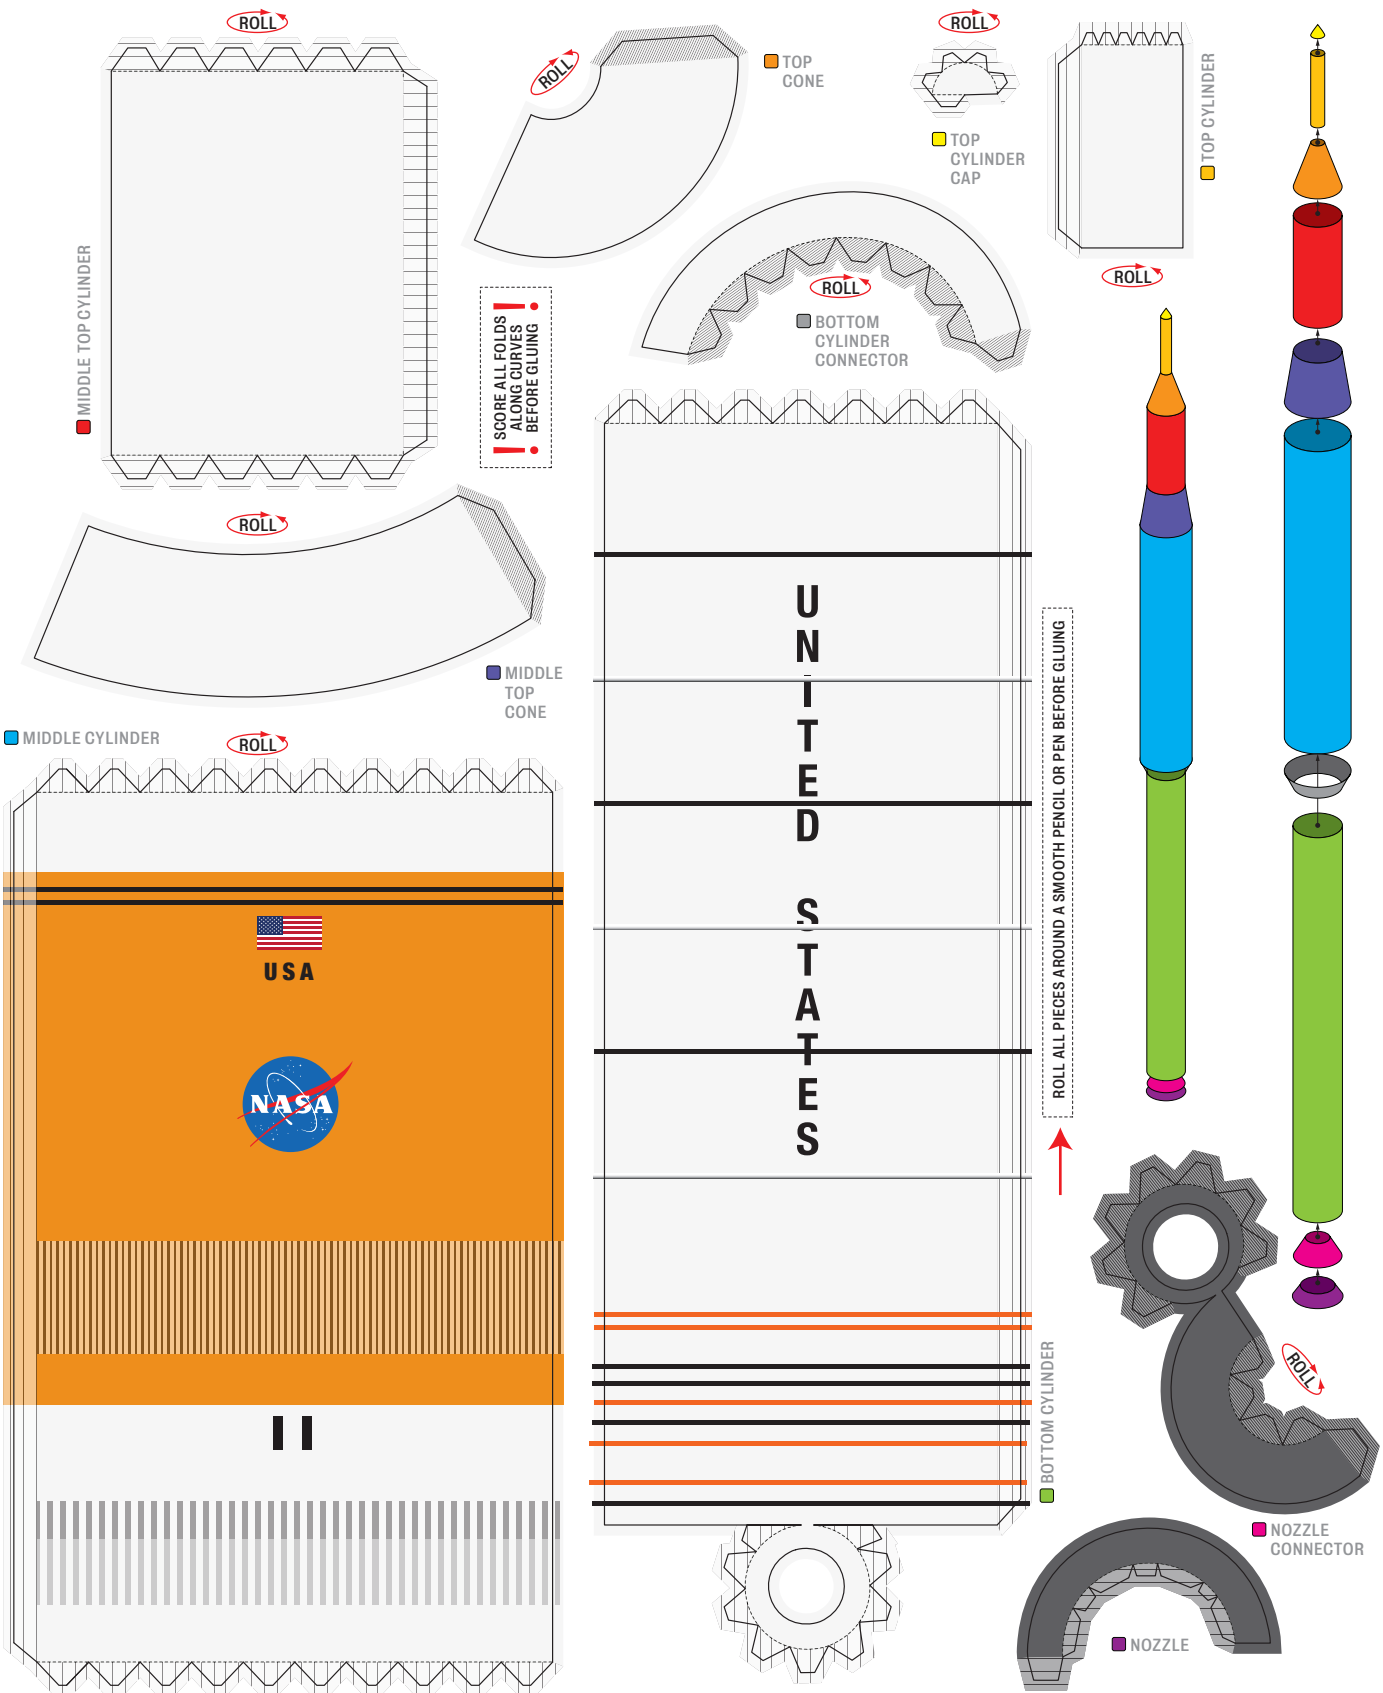 ROLL
ROLL
TOP
CONE
ROLL
TOP
CYLINDER
CAP
TOP CYLINDER
ROLL
MIDDLE TOP CYLINDER
! SCORE ALL FOLDS !
ALONG CURVES
BEFORE GLUING
ROLL
BOTTOM
CYLINDER
CONNECTOR
ROLL
MIDDLE
TOP
CONE
MIDDLE CYLINDER
ROLL
USA
NASA
U
N
I
T
E
D
S
T
A
T
E
S
ROLL ALL PIECES AROUND A SMOOTH PENCIL OR PEN BEFORE GLUING
BOTTOM CYLINDER
ROLL
NOZZLE
CONNECTOR
NOZZLE